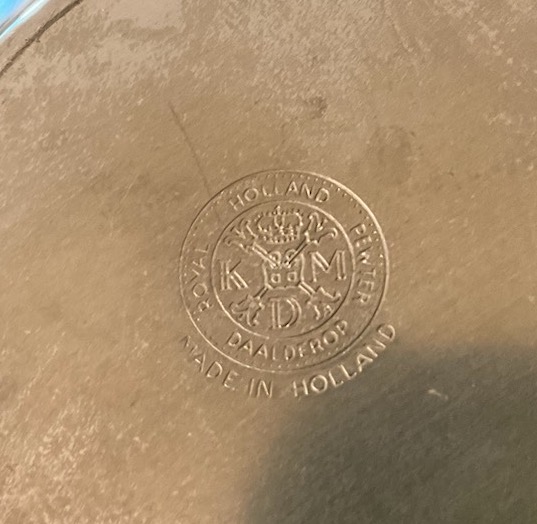 ROYAL HOLLAND PEWTER
K M
D
DAALDEROP
MADE IN HOLLAND